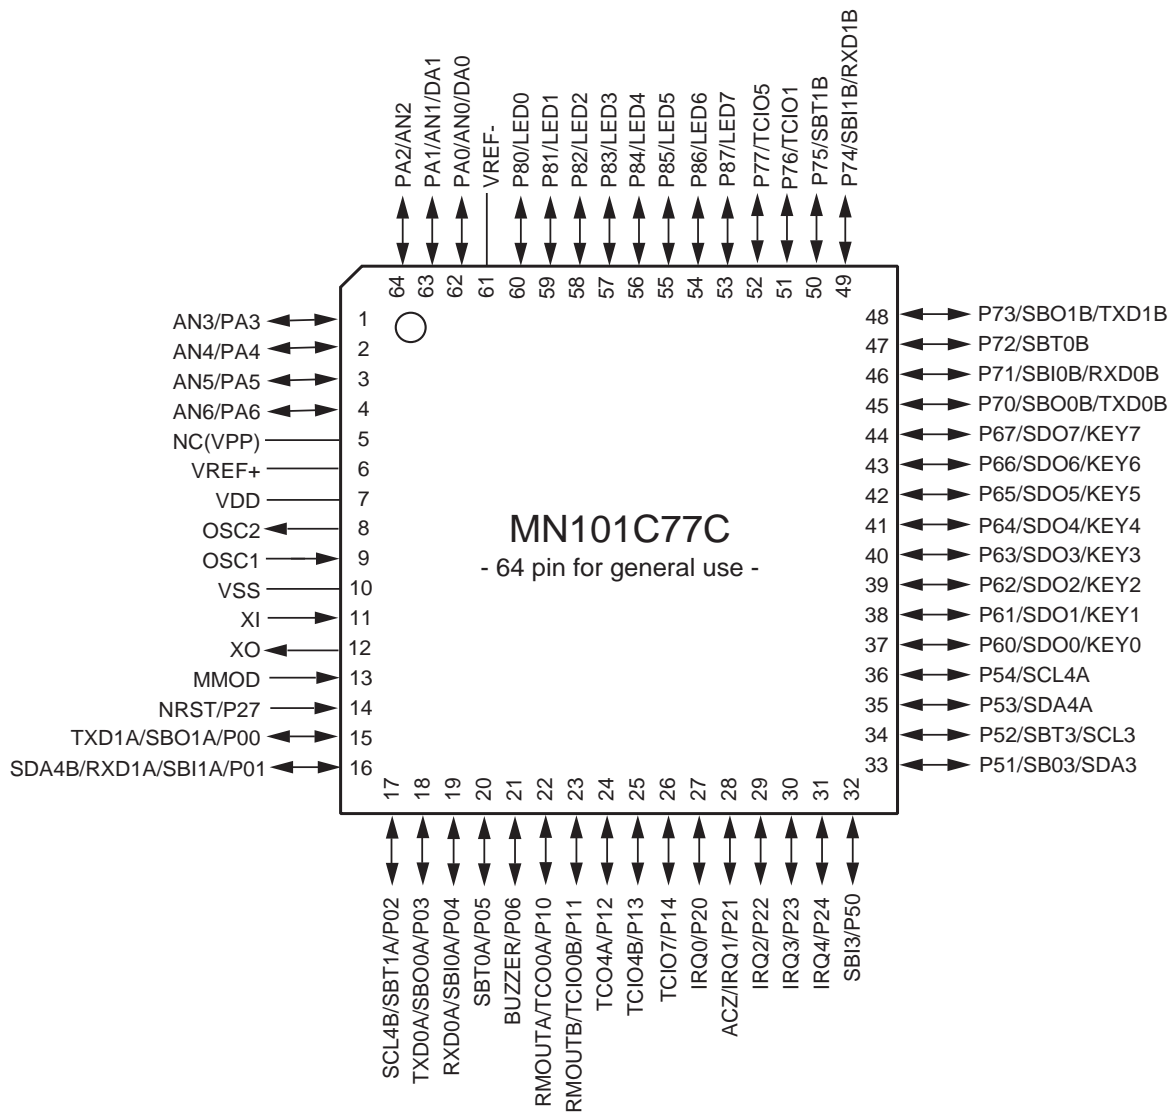 PA2/AN2
PA1/AN1/DA1
PA0/AN0/DA0
VREF-
P80/LED0
P81/LED1
P82/LED2
P83/LED3
P84/LED4
P85/LED5
P86/LED6
P87/LED7
P77/TCIO5
P76/TCIO1
P75/SBT1B
P74/SBI1B/RXD1B
64
63
62
61
60
59
58
57
56
55
54
53
52
51
50
49
AN3/PA3 1
AN4/PA4 2
AN5/PA5 3
AN6/PA6 4
NC(VPP) 5
VREF+ 6
VDD 7
OSC2 8
OSC1 9
VSS 10
XI 11
XO 12
MMOD 13
NRST/P27 14
TXD1A/SBO1A/P00 15
SDA4B/RXD1A/SBI1A/P01 16
MN101C77C
- 64 pin for general use -
48 P73/SBO1B/TXD1B
47 P72/SBT0B
46 P71/SBI0B/RXD0B
45 P70/SBO0B/TXD0B
44 P67/SDO7/KEY7
43 P66/SDO6/KEY6
42 P65/SDO5/KEY5
41 P64/SDO4/KEY4
40 P63/SDO3/KEY3
39 P62/SDO2/KEY2
38 P61/SDO1/KEY1
37 P60/SDO0/KEY0
36 P54/SCL4A
35 P53/SDA4A
34 P52/SBT3/SCL3
33 P51/SB03/SDA3
17
18
19
20
21
22
23
24
25
26
27
28
29
30
31
32
SCL4B/SBT1A/P02
TXD0A/SBO0A/P03
RXD0A/SBI0A/P04
SBT0A/P05
BUZZER/P06
RMOUTA/TCO0A/P10
RMOUTB/TCIO0B/P11
TCO4A/P12
TCIO4B/P13
TCIO7/P14
IRQ0/P20
ACZ/IRQ1/P21
IRQ2/P22
IRQ3/P23
IRQ4/P24
SBI3/P50